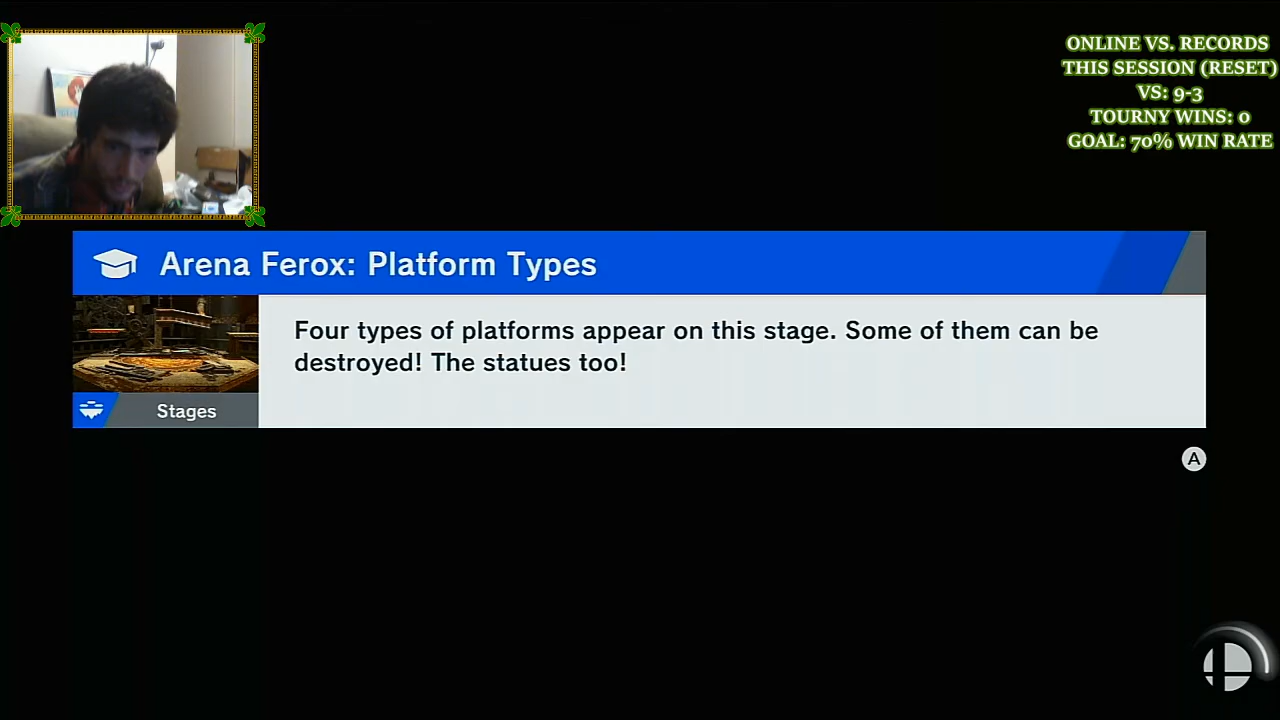 ONLINE VS. RECORDS
THIS SESSION (RESET)
VS: 9-3
TOURNY WINS: 0
GOAL: 70% WIN RATE
Arena Ferox: Platform Types
Four types of platforms appear on this stage. Some of them can be
destroyed! The statues too!
Stages
A